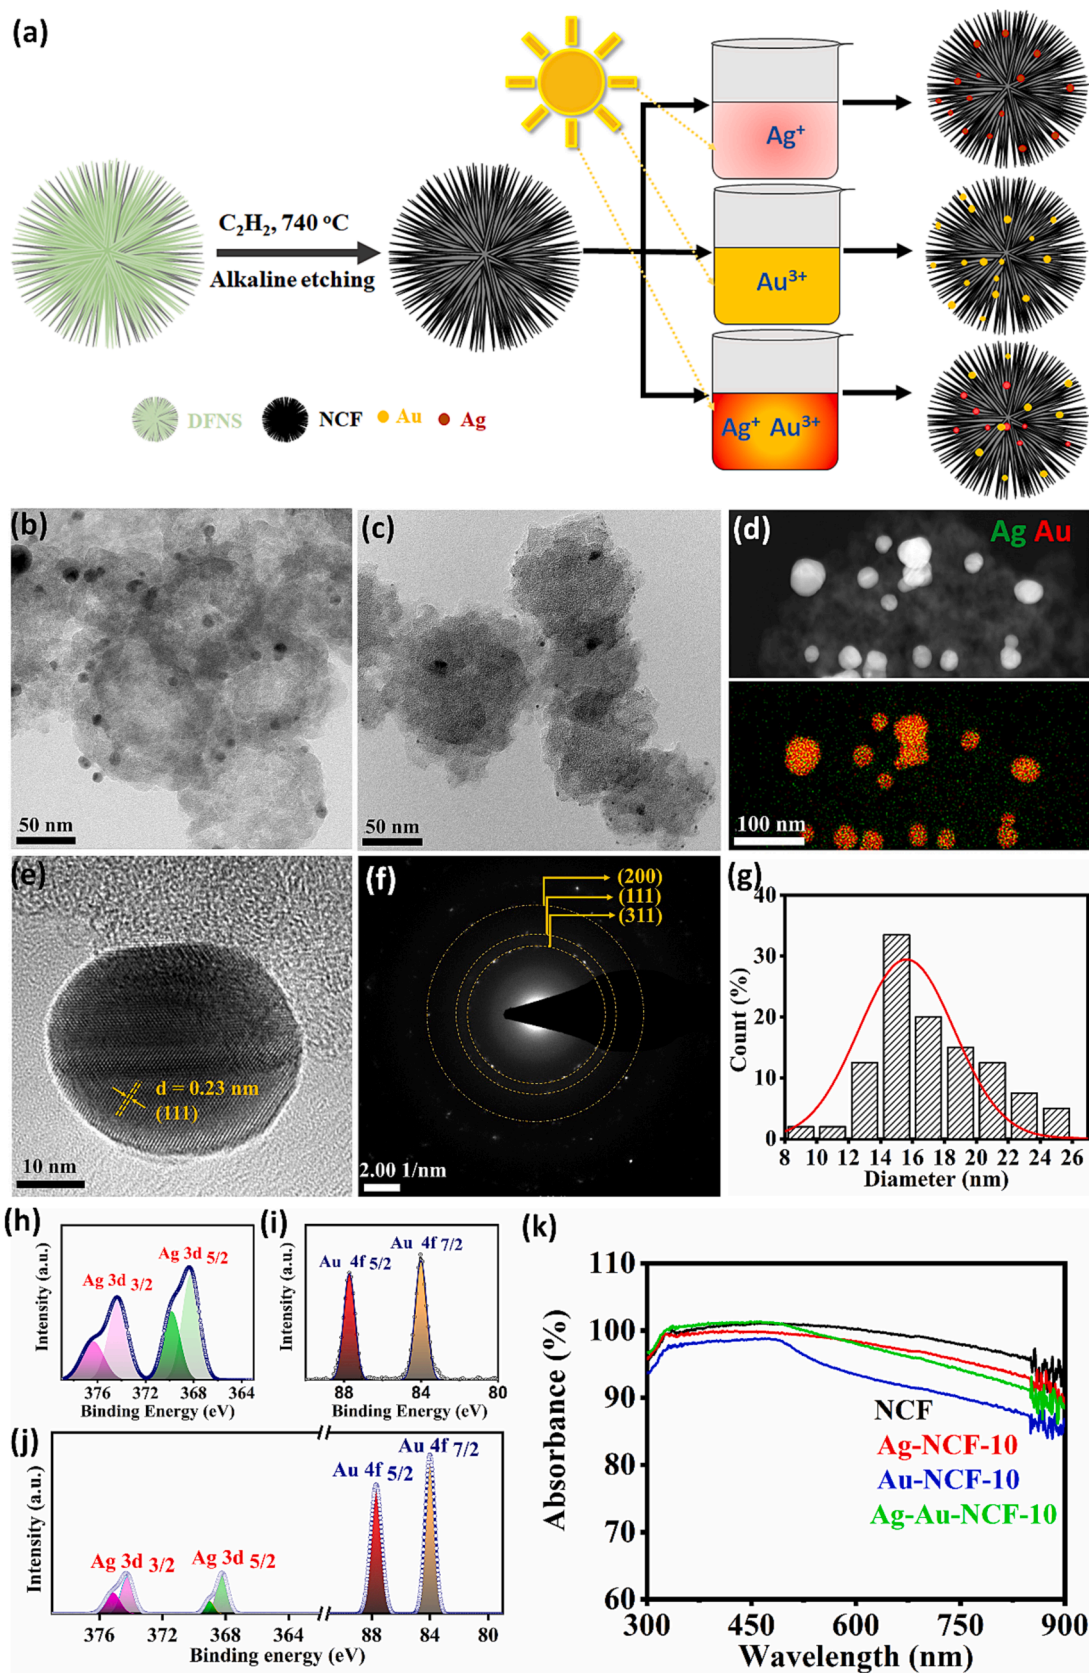 (a)
C₂H₂, 740 °C
Alkaline etching
Ag⁺
Au³⁺
Ag⁺ Au³⁺
DFNS
NCF
Au
Ag
(b)
50 nm
(c)
50 nm
(d)
Ag Au
100 nm
(e)
d = 0.23 nm
(111)
10 nm
(f)
(200)
(111)
(311)
2.00 1/nm
(g)
Count (%)
40
30
20
10
0
8 10 12 14 16 18 20 22 24 26
Diameter (nm)
(h)
Intensity (a.u.)
Ag 3d 3/2
Ag 3d 5/2
376 372 368 364
Binding Energy (eV)
(i)
Intensity (a.u.)
Au 4f 5/2
Au 4f 7/2
88 84 80
Binding Energy (eV)
(j)
Intensity (a.u.)
Ag 3d 3/2
Ag 3d 5/2
Au 4f 5/2
Au 4f 7/2
376 372 368 364 88 84 80
Binding energy (eV)
(k)
Absorbance (%)
110
100
90
80
70
60
NCF
Ag-NCF-10
Au-NCF-10
Ag-Au-NCF-10
300 450 600 750 900
Wavelength (nm)